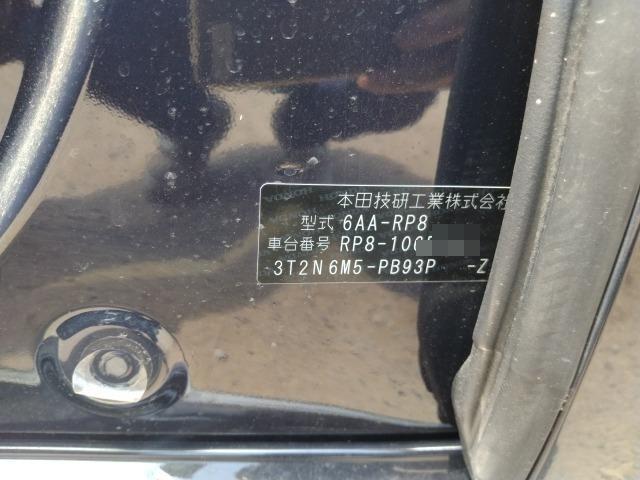 本田技研工業株式会社
型式 6AA-RP8
車台番号 RP8-100
3T2N6M5-PB93P -Z